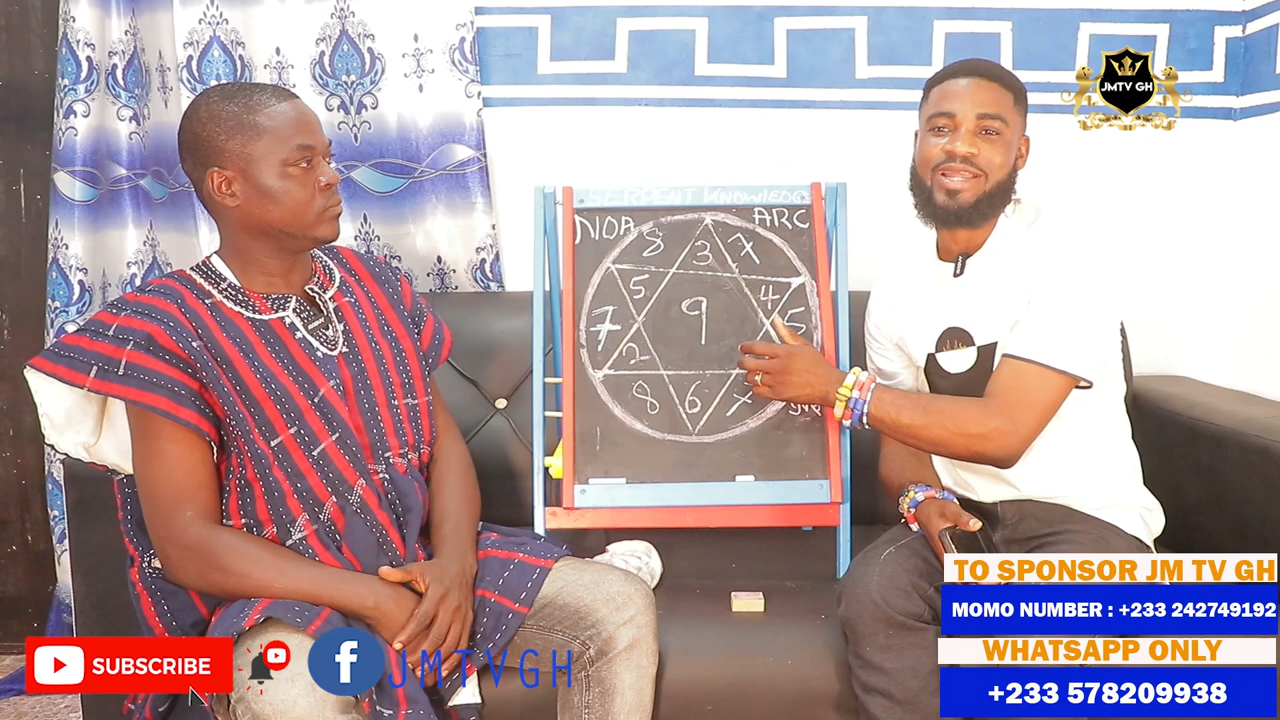 JMTV GH
SERPENT KNOWLEDGE
NOA
ARC
8 3 7
5 4
7 9 5
2
8 6 7
TO SPONSOR JM TV GH
MOMO NUMBER : +233 242749192
WHATSAPP ONLY
+233 578209938
SUBSCRIBE
f JMTVGH